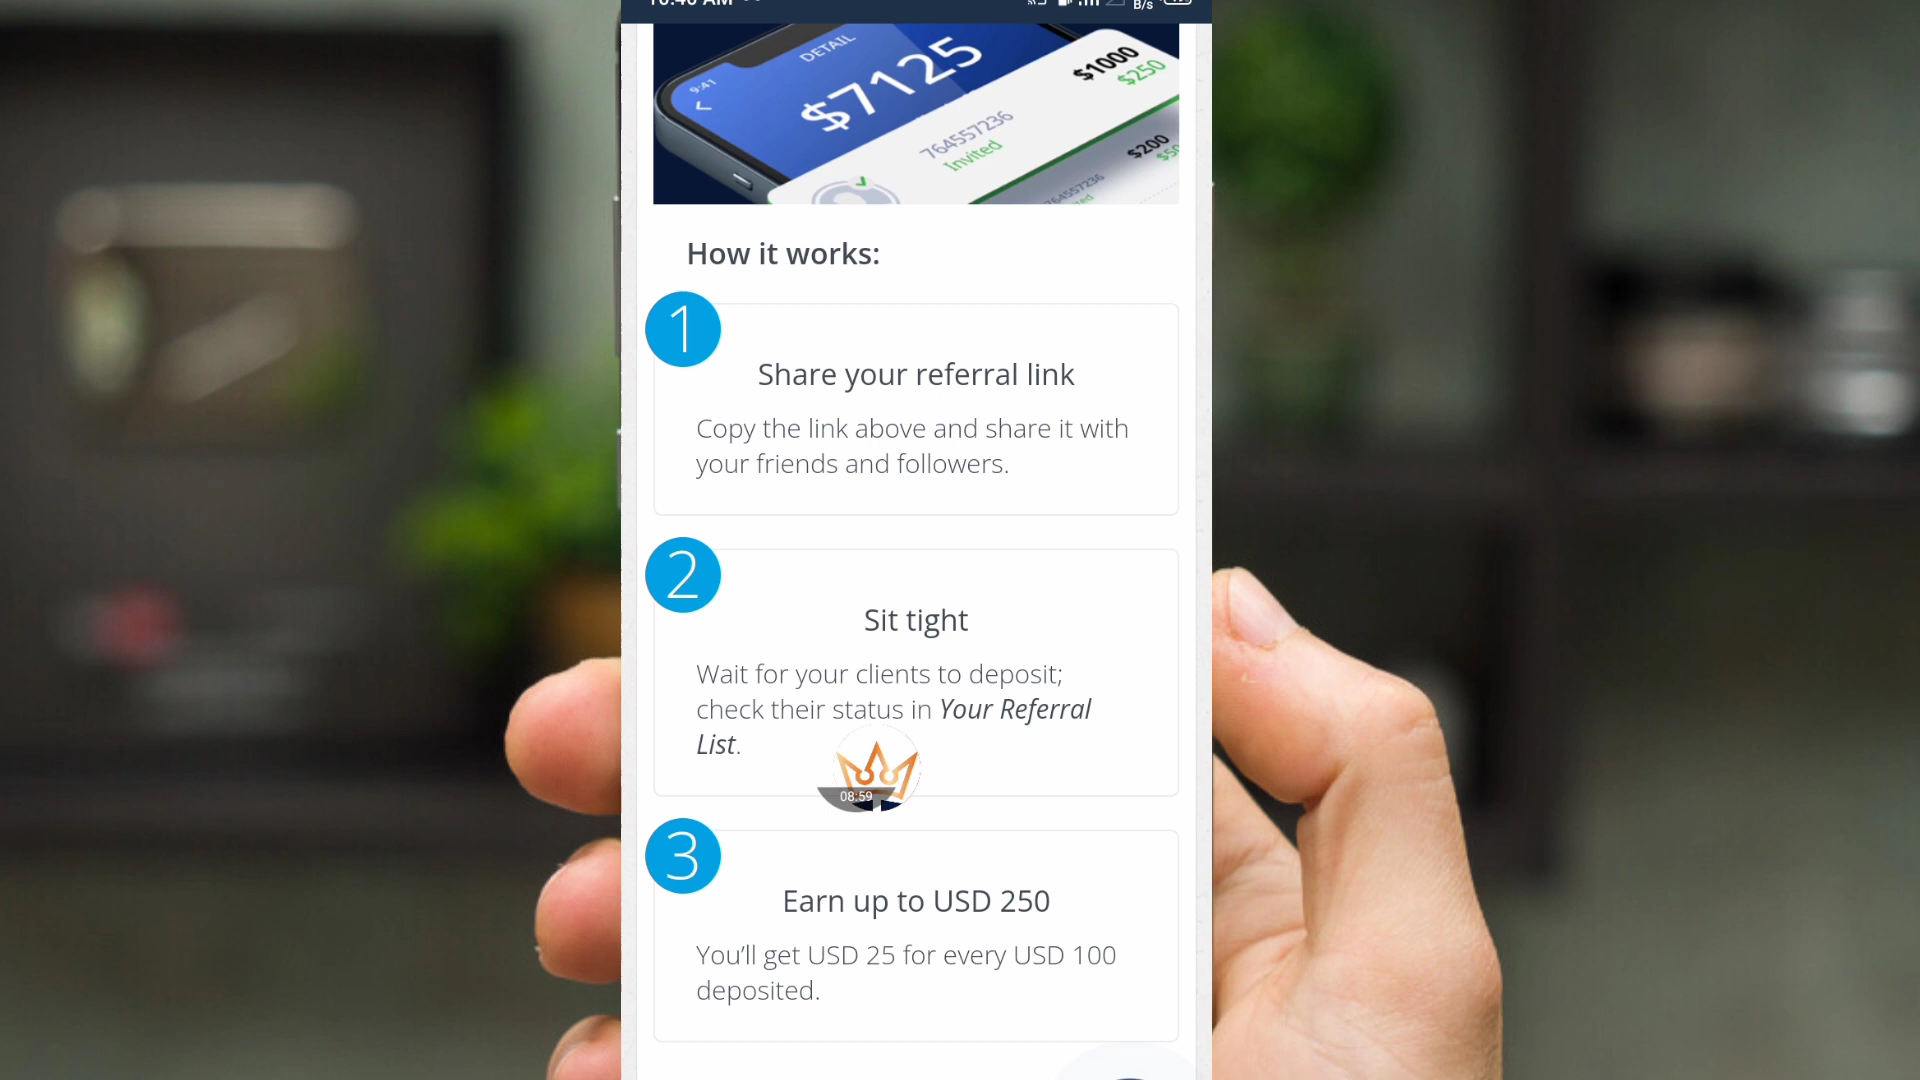 B/s
DETAIL
9:41
$7125
$1000
$250
764557236
Invited
$200
764557236
How it works:
1
Share your referral link
Copy the link above and share it with
your friends and followers.
2
Sit tight
Wait for your clients to deposit;
check their status in Your Referral
List.
08:59
3
Earn up to USD 250
You'll get USD 25 for every USD 100
deposited.